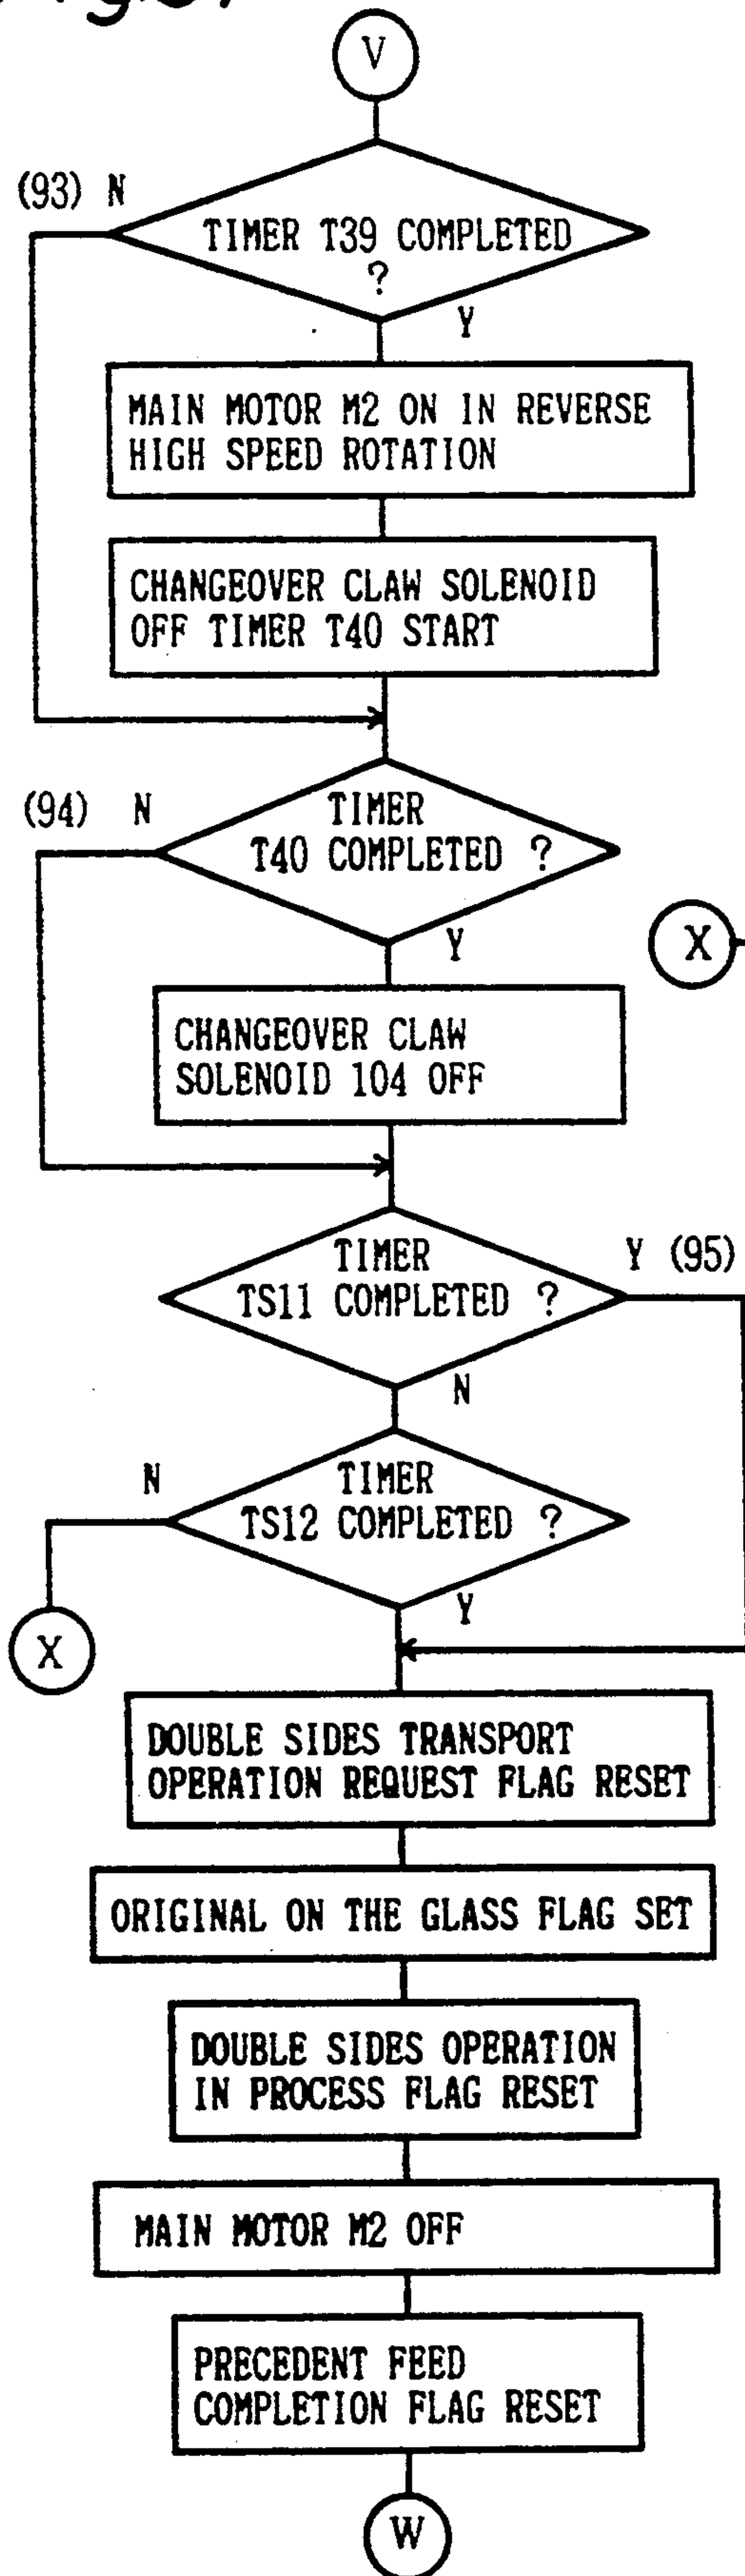 V
(93) N
TIMER T39 COMPLETED
?
Y
MAIN MOTOR M2 ON IN REVERSE
HIGH SPEED ROTATION
CHANGEOVER CLAW SOLENOID
OFF TIMER T40 START
(94) N
TIMER
T40 COMPLETED ?
Y
X
CHANGEOVER CLAW
SOLENOID 104 OFF
TIMER
TS11 COMPLETED ?
Y (95)
N
N
TIMER
TS12 COMPLETED ?
Y
X
DOUBLE SIDES TRANSPORT
OPERATION REQUEST FLAG RESET
ORIGINAL ON THE GLASS FLAG SET
DOUBLE SIDES OPERATION
IN PROCESS FLAG RESET
MAIN MOTOR M2 OFF
PRECEDENT FEED
COMPLETION FLAG RESET
W